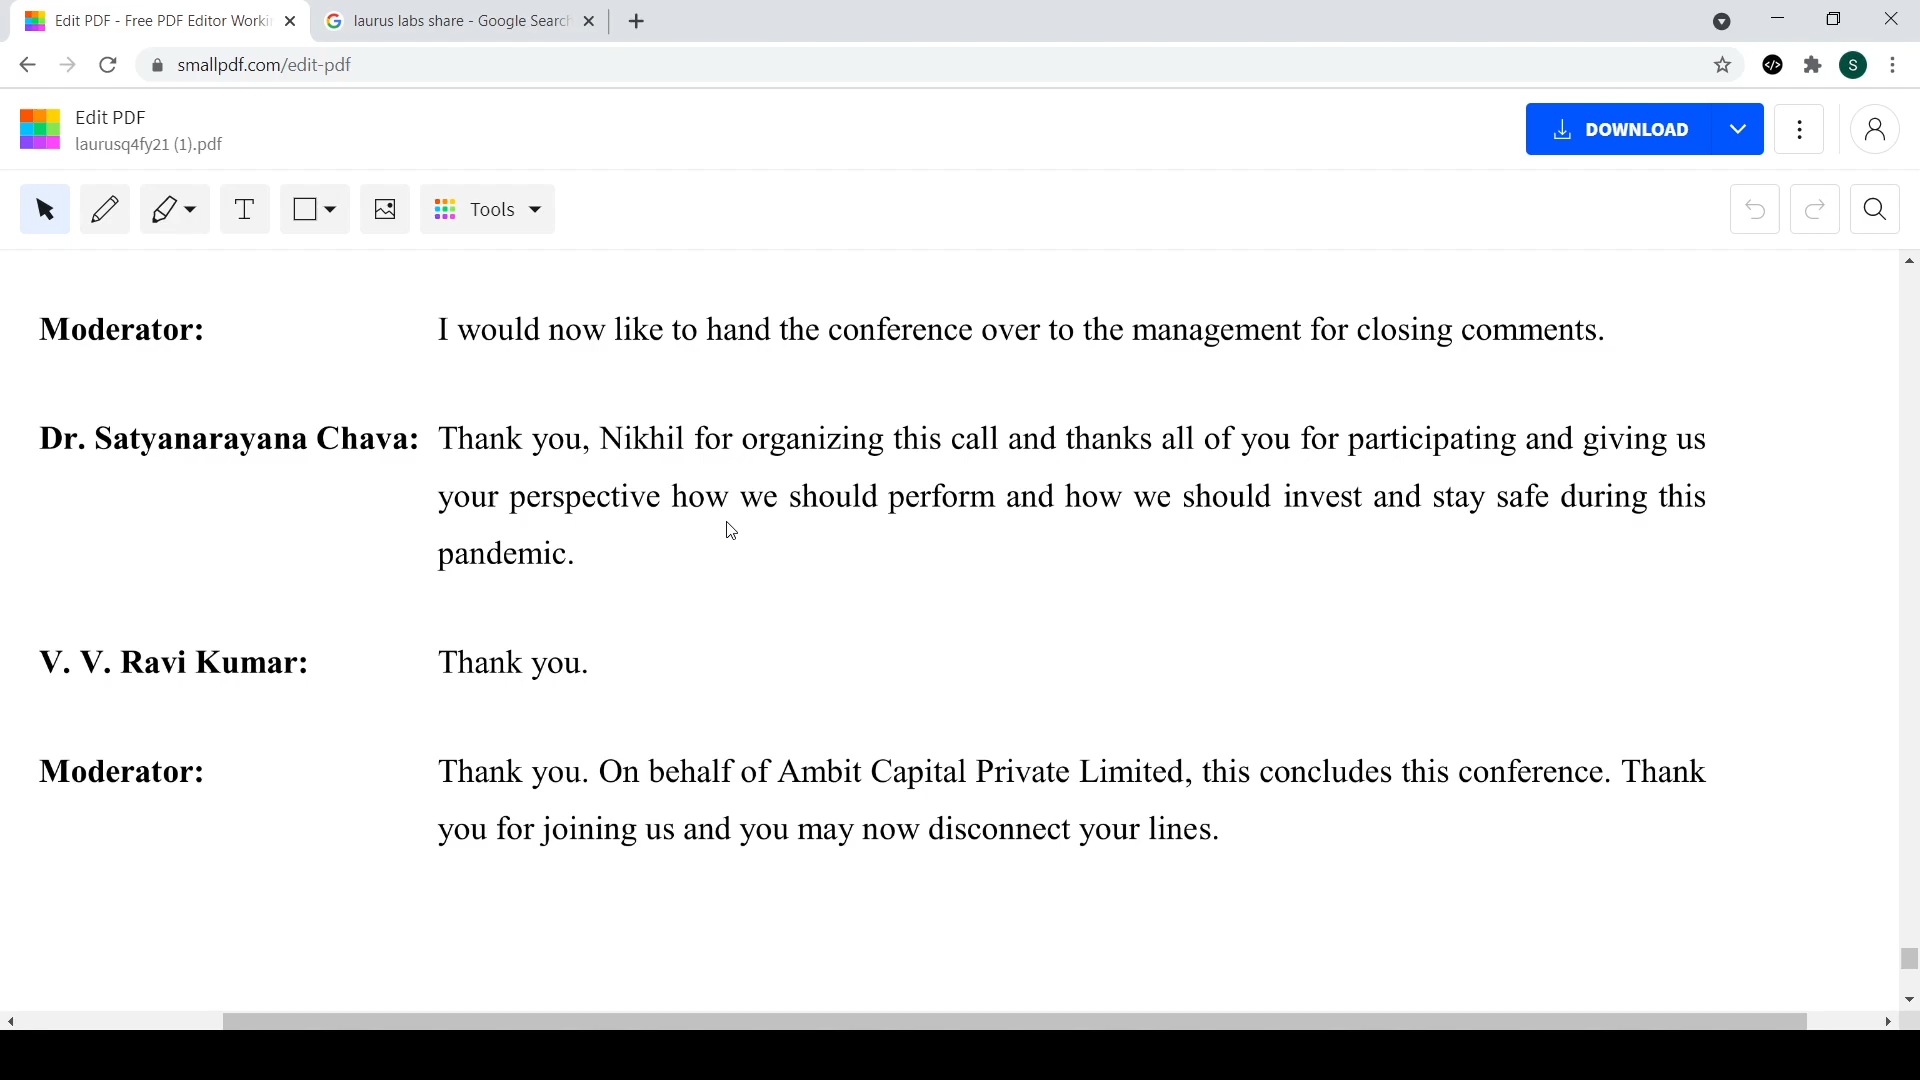 Edit PDF - Free PDF Editor Worki
laurus labs share - Google Search
smallpdf.com/edit-pdf
S
Edit PDF
laurusq4fy21 (1).pdf
DOWNLOAD
T
Tools
Moderator: I would now like to hand the conference over to the management for closing comments.
Dr. Satyanarayana Chava: Thank you, Nikhil for organizing this call and thanks all of you for participating and giving us
your perspective how we should perform and how we should invest and stay safe during this
pandemic.
V. V. Ravi Kumar: Thank you.
Moderator: Thank you. On behalf of Ambit Capital Private Limited, this concludes this conference. Thank
you for joining us and you may now disconnect your lines.